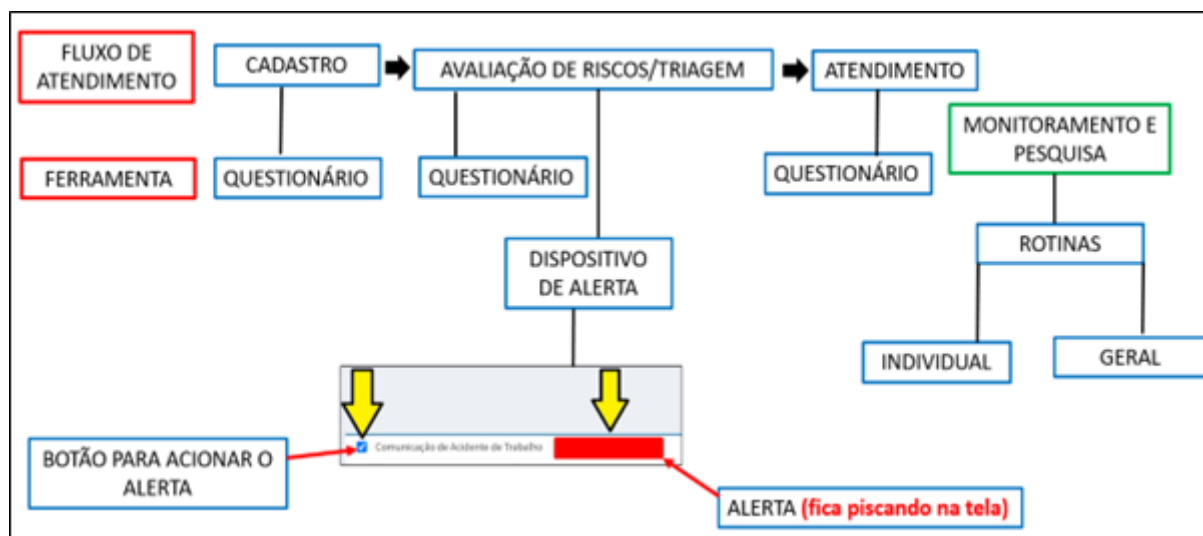 FLUXO DE
ATENDIMENTO
CADASTRO
AVALIAÇÃO DE RISCOS/TRIAGEM
ATENDIMENTO
MONITORAMENTO E
PESQUISA
FERRAMENTA
QUESTIONÁRIO
QUESTIONÁRIO
QUESTIONÁRIO
ROTINAS
DISPOSITIVO
DE ALERTA
INDIVIDUAL
GERAL
Comunicação de Acidente de Trabalho
BOTÃO PARA ACIONAR O
ALERTA
ALERTA (fica piscando na tela)